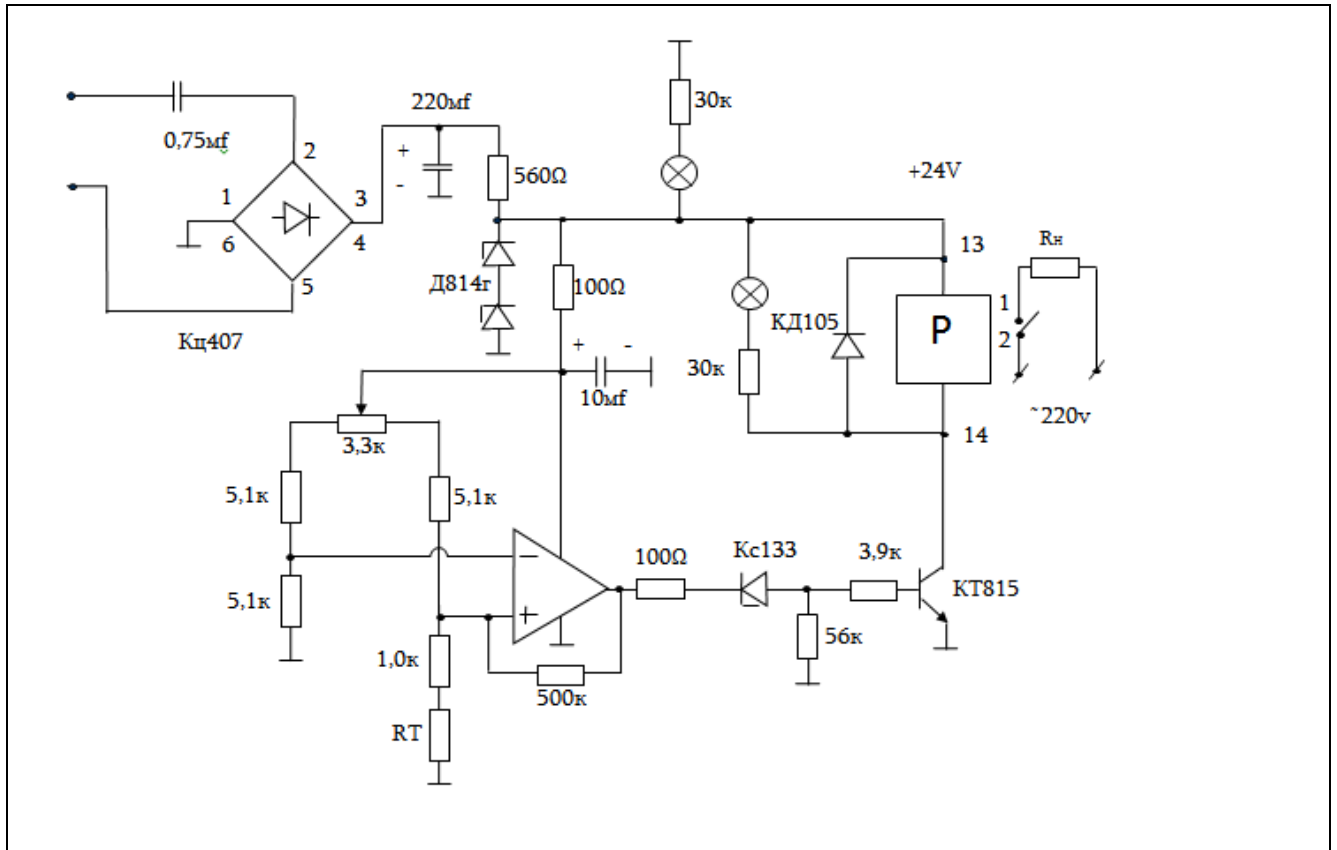 0,75мf
2
220мf
+
-
1
3
6
4
5
Кц407
560Ω
30к
+24V
Д814г
100Ω
+
-
10мf
30к
КД105
13
Rн
1
Р
2
~220v
14
3,3к
5,1к
5,1к
5,1к
−
+
1,0к
RT
500к
100Ω
Кс133
3,9к
КТ815
56к